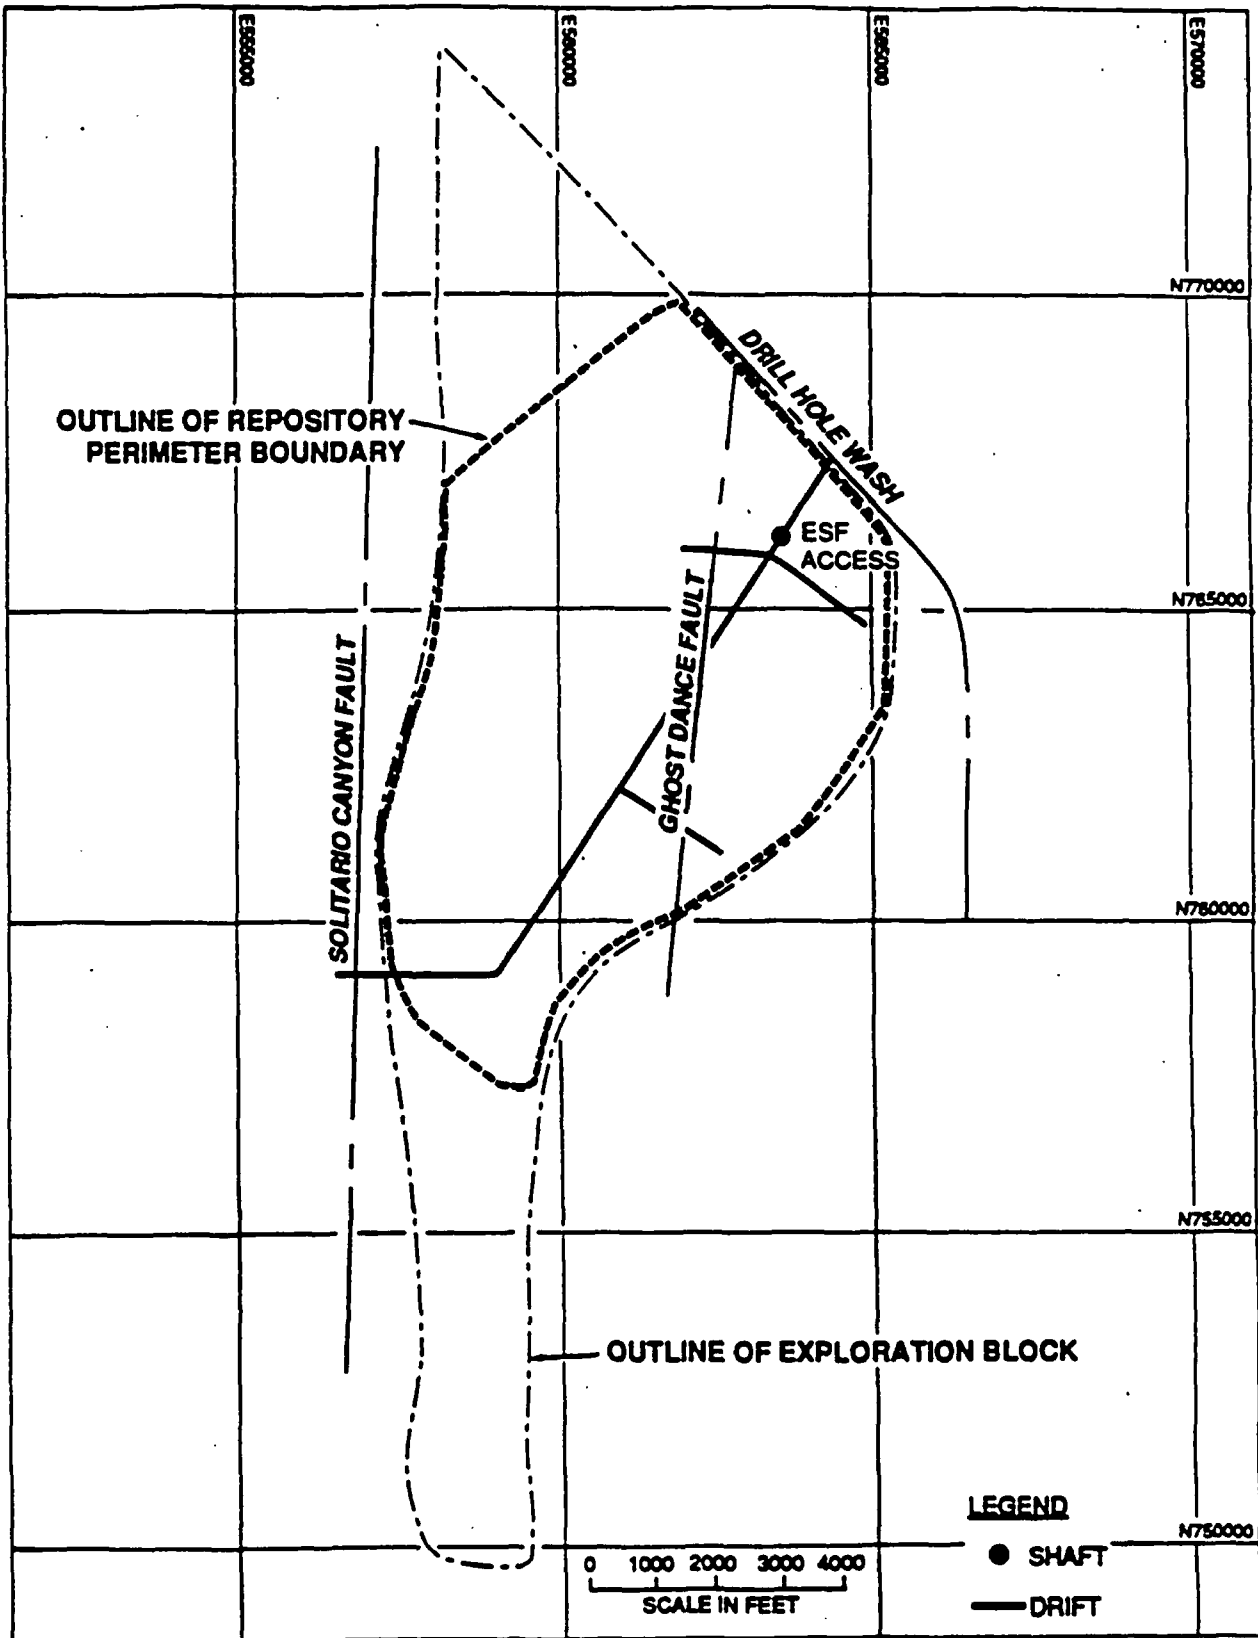 E555000
E560000
E565000
E570000
N770000
DRILL HOLE WASH
OUTLINE OF REPOSITORY
PERIMETER BOUNDARY
ESF
ACCESS
N765000
GHOST DANCE FAULT
SOLITARIO CANYON FAULT
N760000
N755000
OUTLINE OF EXPLORATION BLOCK
LEGEND
N750000
SHAFT
0 1000 2000 3000 4000
SCALE IN FEET
DRIFT